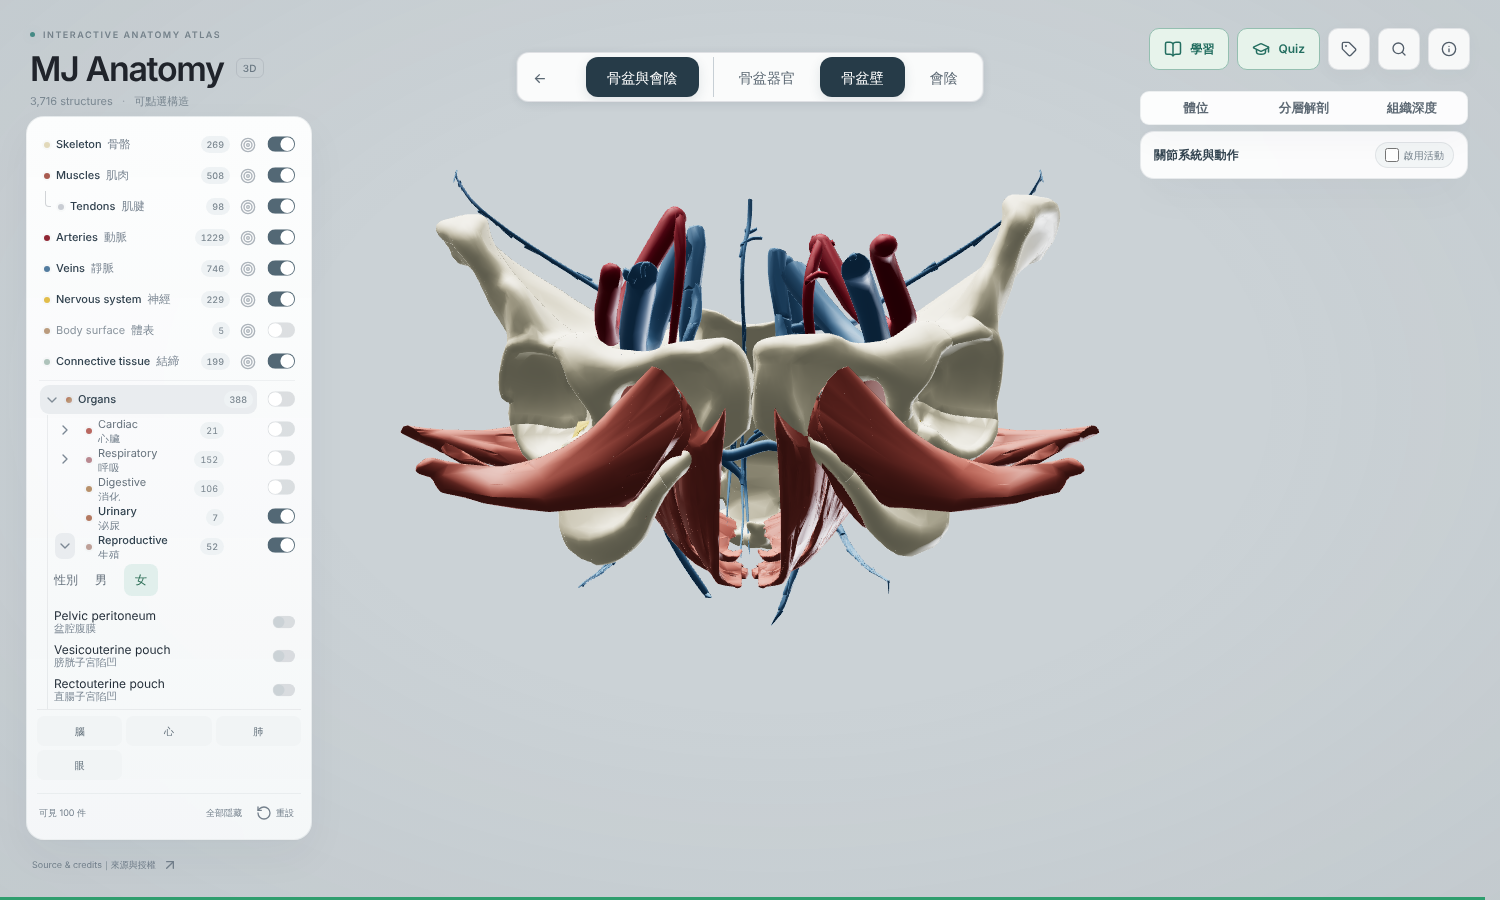 INTERACTIVE ANATOMY ATLAS
MJ Anatomy 3D
3,716 structures · 可點選構造
Skeleton 骨骼 269
Muscles 肌肉 508
Tendons 肌腱 98
Arteries 動脈 1229
Veins 靜脈 746
Nervous system 神經 229
Body surface 體表 5
Connective tissue 結締 199
Organs 388
Cardiac 21
心臟
Respiratory 152
呼吸
Digestive 106
消化
Urinary 7
泌尿
Reproductive 52
生殖
性別 男 女
Pelvic peritoneum
盆腔腹膜
Vesicouterine pouch
膀胱子宮陷凹
Rectouterine pouch
直腸子宮陷凹
腦 心 肺
眼
可見 100 件 全部隱藏 重設
Source & credits | 來源與授權
← 骨盆與會陰 骨盆器官 骨盆壁 會陰
學習 Quiz
體位 分層解剖 組織深度
關節系統與動作 啟用活動